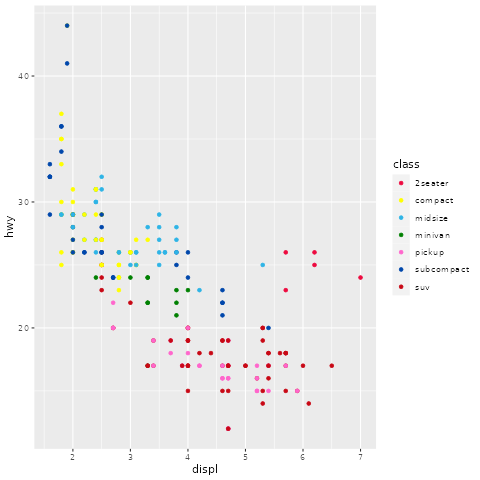 hwy
40
30
20
2 3 4 5 6 7
displ
class
2seater
compact
midsize
minivan
pickup
subcompact
suv